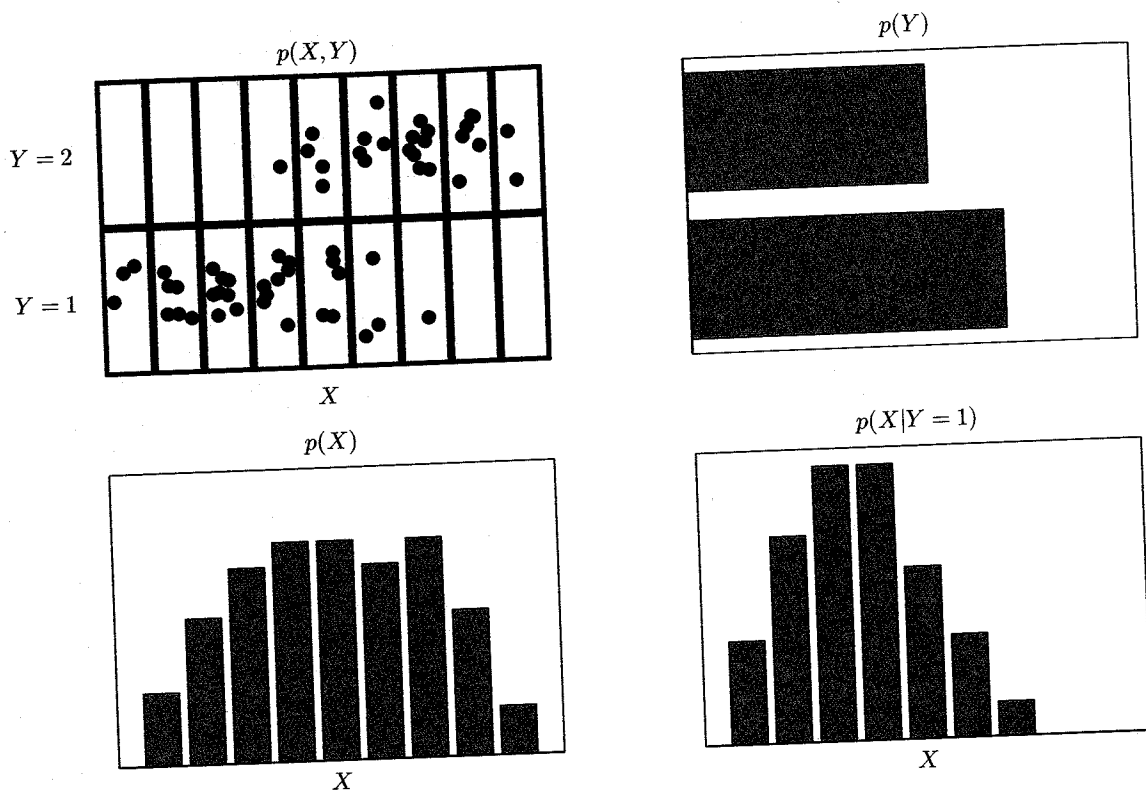 p(X, Y)
Y = 2
Y = 1
X
p(Y)
p(X)
X
p(X|Y = 1)
X